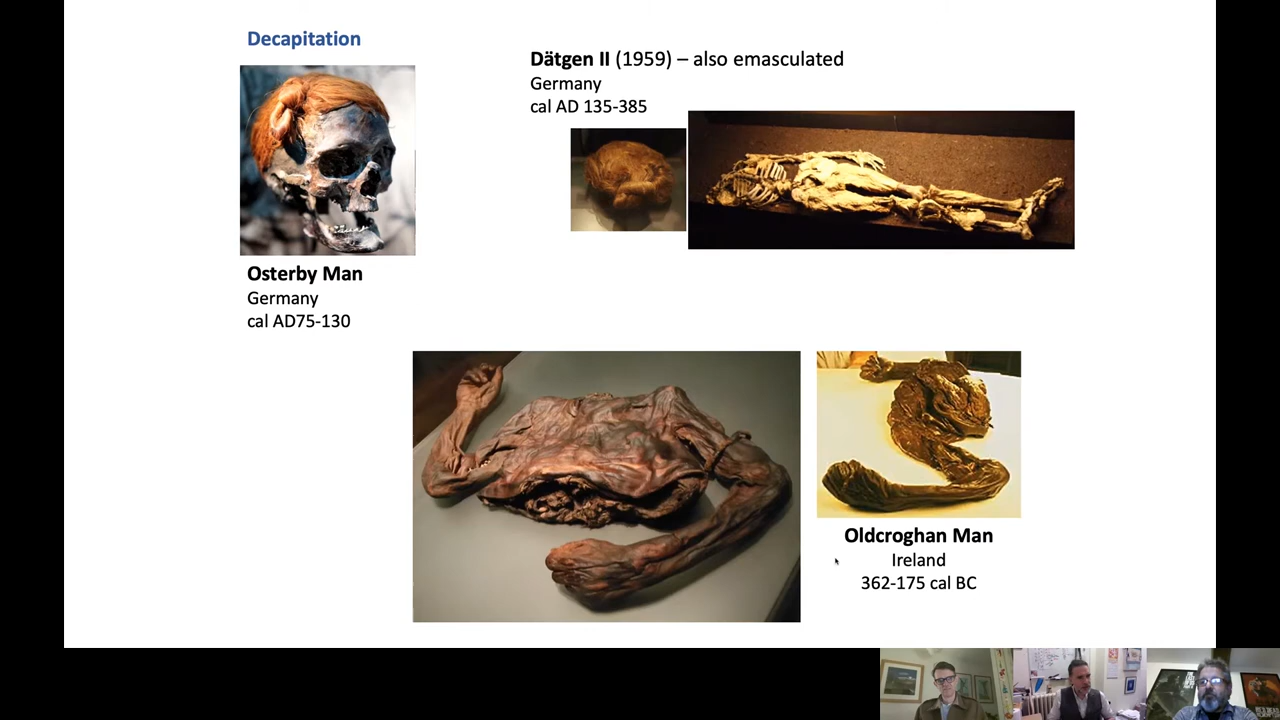 Decapitation
Dätgen II (1959) – also emasculated
Germany
cal AD 135-385
Osterby Man
Germany
cal AD75-130
Oldcroghan Man
Ireland
362-175 cal BC